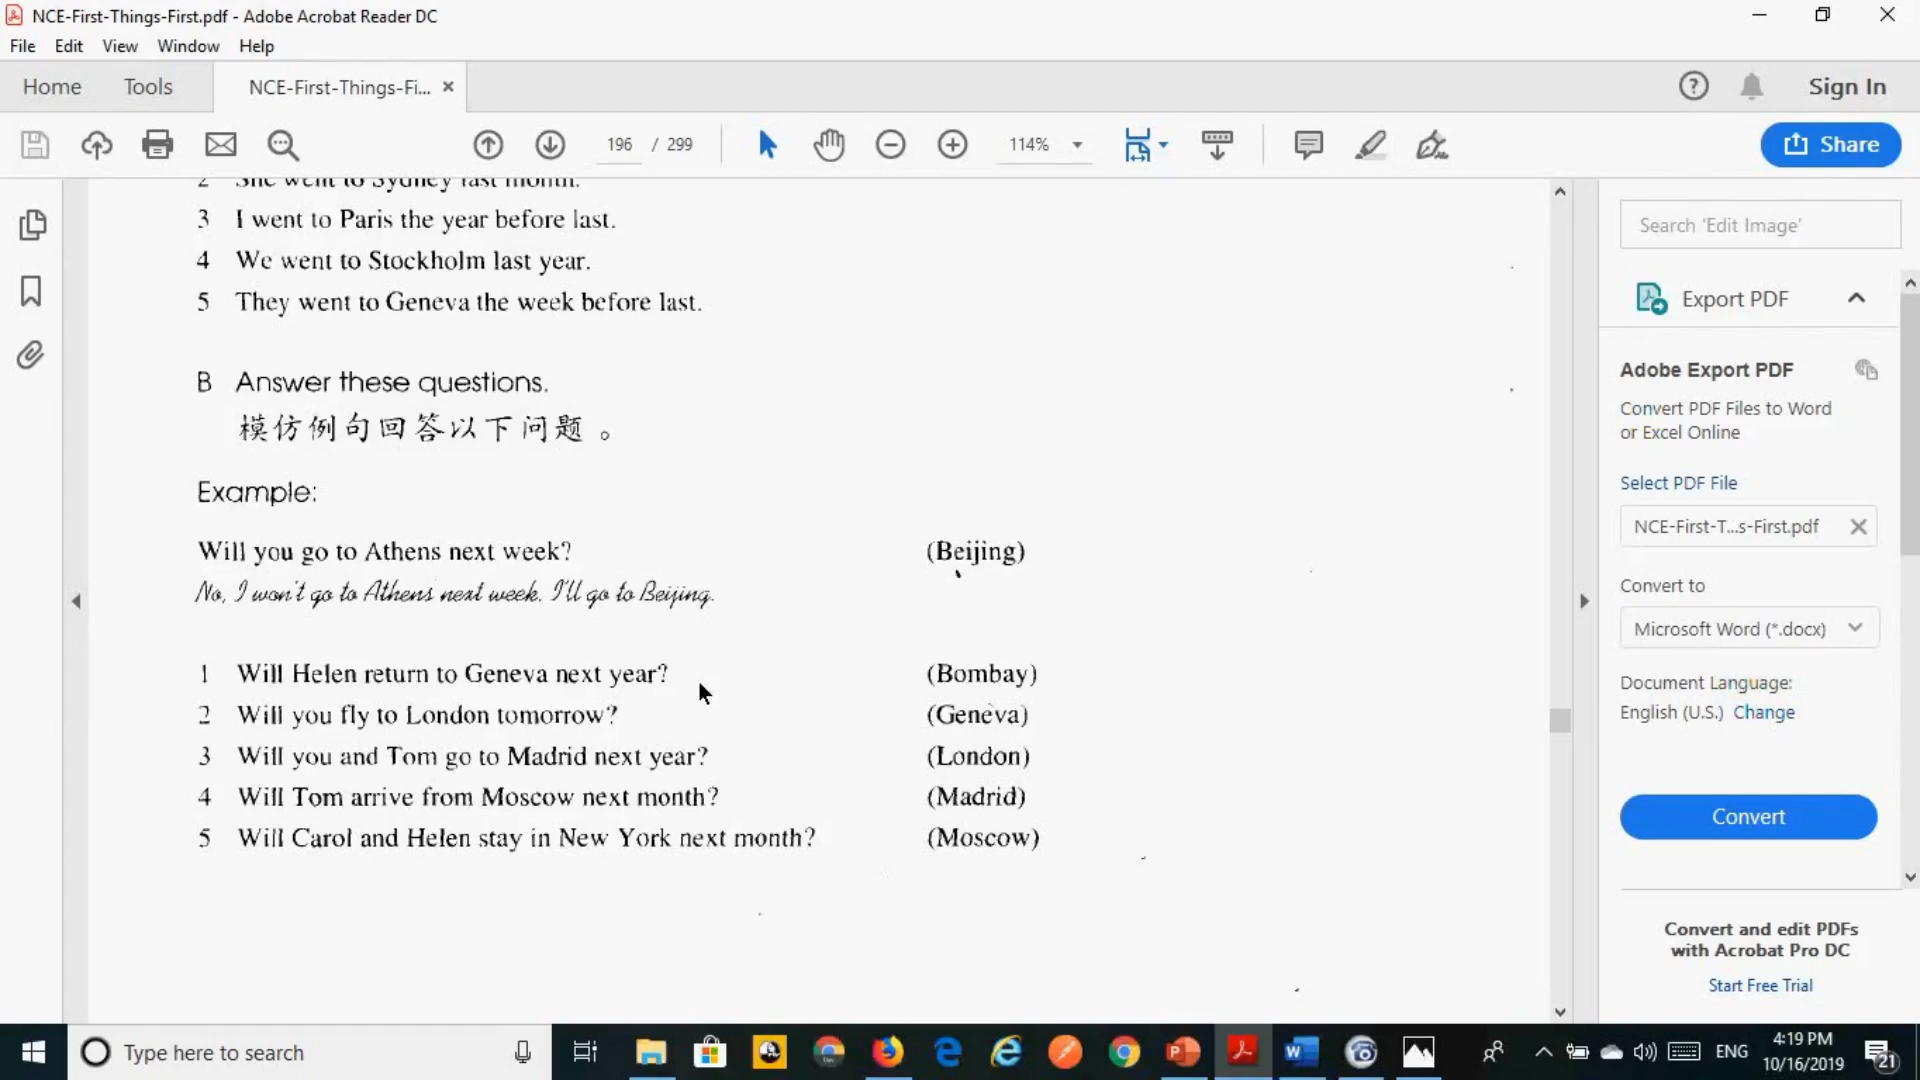 NCE-First-Things-First.pdf - Adobe Acrobat Reader DC
File Edit View Window Help
Home Tools NCE-First-Things-Fi... × Sign In
196 / 299 114% Share
2 She went to Sydney last month.
3 I went to Paris the year before last.
4 We went to Stockholm last year.
5 They went to Geneva the week before last.
B Answer these questions.
模仿例句回答以下问题。
Example:
Will you go to Athens next week? (Beijing)
No, I won't go to Athens next week. I'll go to Beijing.
1 Will Helen return to Geneva next year? (Bombay)
2 Will you fly to London tomorrow? (Geneva)
3 Will you and Tom go to Madrid next year? (London)
4 Will Tom arrive from Moscow next month? (Madrid)
5 Will Carol and Helen stay in New York next month? (Moscow)
Search 'Edit Image'
Export PDF
Adobe Export PDF
Convert PDF Files to Word
or Excel Online
Select PDF File
NCE-First-T...s-First.pdf
Convert to
Microsoft Word (*.docx)
Document Language:
English (U.S.) Change
Convert
Convert and edit PDFs
with Acrobat Pro DC
Start Free Trial
Type here to search
ENG
4:19 PM
10/16/2019
21